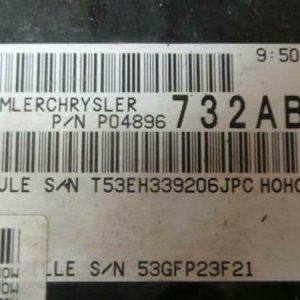 9:50
MLERCHRYSLER
P/N P04896 732AB
ULE S/N T53EH339206JPC HOHO
LLE S/N 53GFP23F21